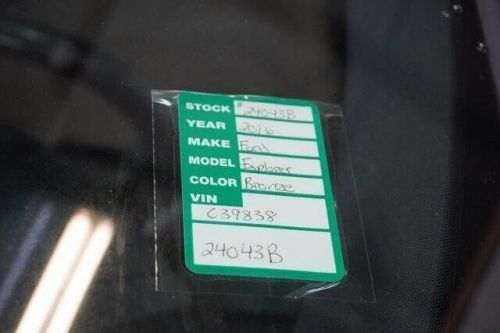 STOCK # 24043B
YEAR 2016
MAKE Ford
MODEL Explorer
COLOR Bronze
VIN
C39838
24043B